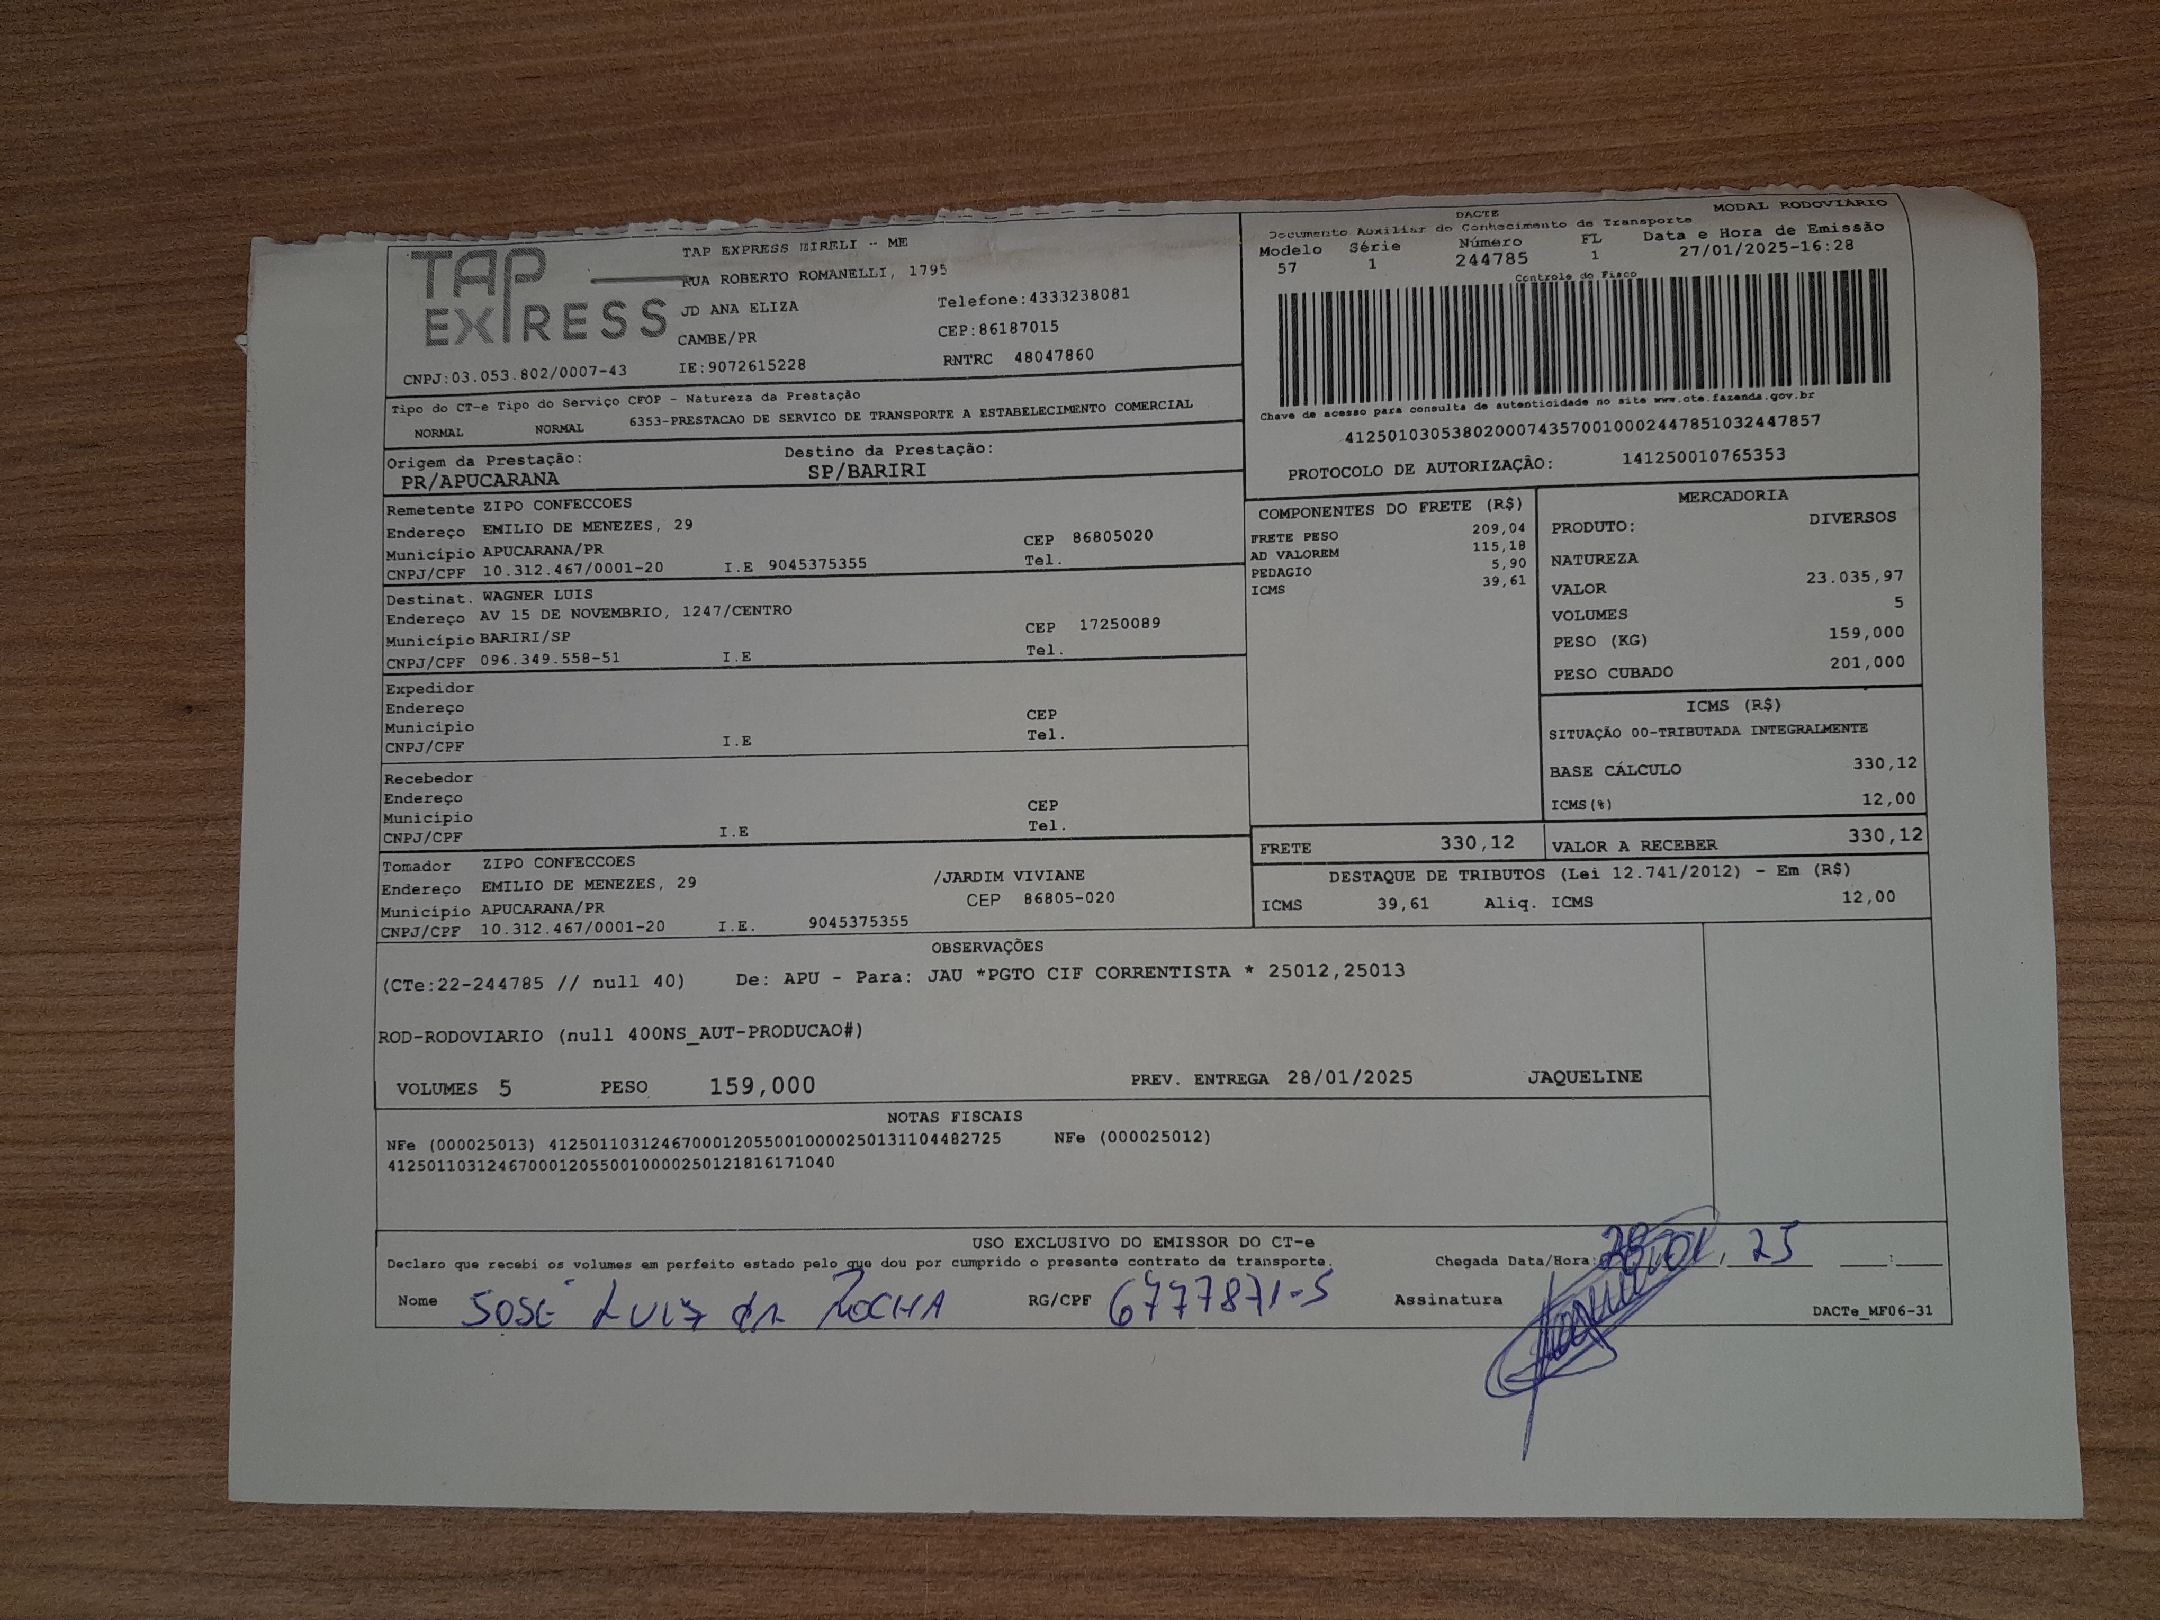 TAP EXPRESS
TAP EXPRESS EIRELI - ME
RUA ROBERTO ROMANELLI, 1795
JD ANA ELIZA Telefone:4333238081
CAMBE/PR CEP:86187015
CNPJ:03.053.802/0007-43 IE:9072615228 RNTRC 48047860
Tipo do CT-e Tipo do Serviço CFOP - Natureza da Prestação
NORMAL NORMAL 6353-PRESTACAO DE SERVICO DE TRANSPORTE A ESTABELECIMENTO COMERCIAL
Origem da Prestação: Destino da Prestação:
PR/APUCARANA SP/BARIRI
DACTE MODAL RODOVIÁRIO
Documento Auxiliar do Conhecimento de Transporte
Modelo Série Número FL Data e Hora de Emissão
57 1 244785 1 27/01/2025-16:28
Controle do Fisco
Chave de acesso para consulta de autenticidade no site www.cte.fazenda.gov.br
41250103053802000743570010002447851032447857
PROTOCOLO DE AUTORIZAÇÃO: 141250010765353
Remetente ZIPO CONFECCOES
Endereço EMILIO DE MENEZES, 29
Município APUCARANA/PR CEP 86805020
CNPJ/CPF 10.312.467/0001-20 I.E 9045375355 Tel.
Destinat. WAGNER LUIS
Endereço AV 15 DE NOVEMBRIO, 1247/CENTRO
Município BARIRI/SP CEP 17250089
CNPJ/CPF 096.349.558-51 I.E Tel.
Expedidor
Endereço
Município CEP
CNPJ/CPF I.E Tel.
Recebedor
Endereço
Município CEP
CNPJ/CPF I.E Tel.
Tomador ZIPO CONFECCOES
Endereço EMILIO DE MENEZES, 29 /JARDIM VIVIANE
Município APUCARANA/PR CEP 86805-020
CNPJ/CPF 10.312.467/0001-20 I.E. 9045375355
COMPONENTES DO FRETE (R$)
FRETE PESO 209,04
AD VALOREM 115,18
PEDAGIO 5,90
ICMS 39,61
MERCADORIA
PRODUTO: DIVERSOS
NATUREZA
VALOR 23.035,97
VOLUMES 5
PESO (KG) 159,000
PESO CUBADO 201,000
ICMS (R$)
SITUAÇÃO 00-TRIBUTADA INTEGRALMENTE
BASE CÁLCULO 330,12
ICMS(%) 12,00
FRETE 330,12 VALOR A RECEBER 330,12
DESTAQUE DE TRIBUTOS (Lei 12.741/2012) - Em (R$)
ICMS 39,61 Aliq. ICMS 12,00
OBSERVAÇÕES
(CTe:22-244785 // null 40) De: APU - Para: JAU *PGTO CIF CORRENTISTA * 25012,25013
ROD-RODOVIARIO (null 400NS_AUT-PRODUCAO#)
VOLUMES 5 PESO 159,000 PREV. ENTREGA 28/01/2025 JAQUELINE
NOTAS FISCAIS
NFe (000025013) 41250110312467000120550010000250131104482725 NFe (000025012)
41250110312467000120550010000250121816171040
USO EXCLUSIVO DO EMISSOR DO CT-e
Declaro que recebi os volumes em perfeito estado pelo que dou por cumprido o presente contrato de transporte. Chegada Data/Hora: 28, 01, 25 :
Nome JOSÉ LUIZ da ROCHA RG/CPF 6777871-5 Assinatura
DACTe_MF06-31